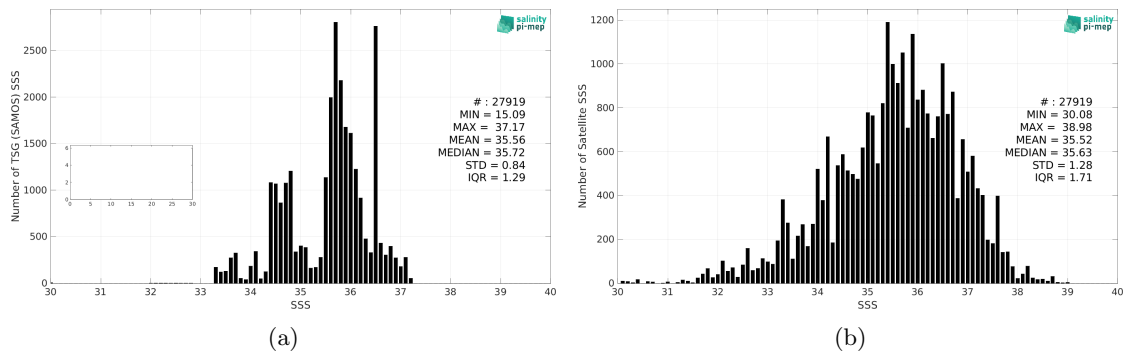 salinity
pi-mep
Number of TSG (SAMOS) SSS
2500
2000
1500
1000
500
0
# : 27919
MIN = 15.09
MAX = 37.17
MEAN = 35.56
MEDIAN = 35.72
STD = 0.84
IQR = 1.29
6
4
2
0
0 5 10 15 20 25 30
30 31 32 33 34 35 36 37 38 39 40
SSS
(a)
salinity
pi-mep
Number of Satellite SSS
1200
1000
800
600
400
200
0
# : 27919
MIN = 30.08
MAX = 38.98
MEAN = 35.52
MEDIAN = 35.63
STD = 1.28
IQR = 1.71
30 31 32 33 34 35 36 37 38 39 40
SSS
(b)